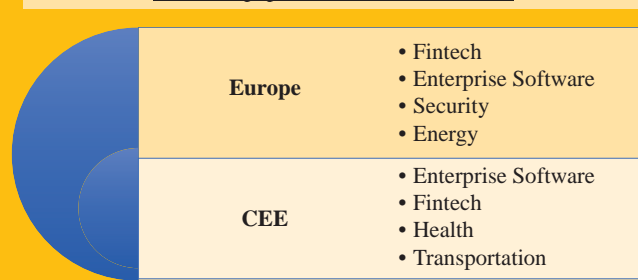 Europe
• Fintech
• Enterprise Software
• Security
• Energy
CEE
• Enterprise Software
• Fintech
• Health
• Transportation